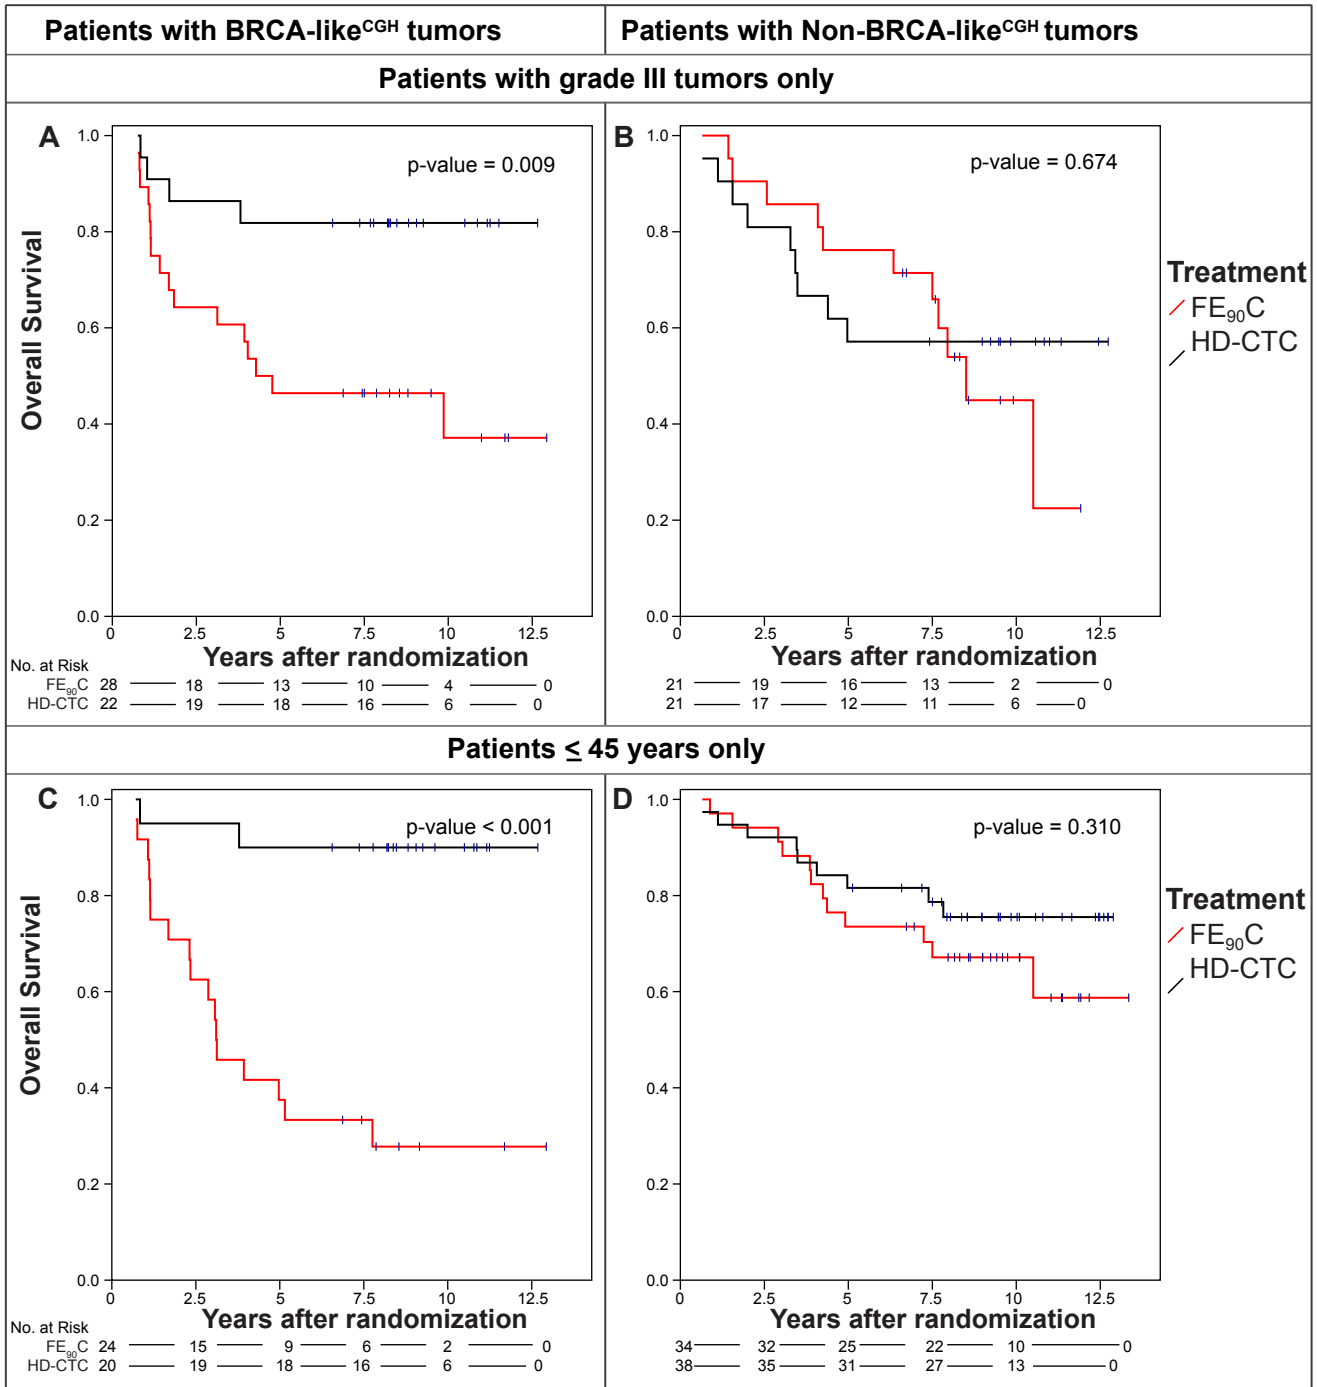 Patients with BRCA-likeCGH tumors
Patients with Non-BRCA-likeCGH tumors
Patients with grade III tumors only
A
p-value = 0.009
Overall Survival
1.0
0.8
0.6
0.4
0.2
0.0
0 2.5 5 7.5 10 12.5
Years after randomization
No. at Risk
FE90C 28 18 13 10 4 0
HD-CTC 22 19 18 16 6 0
B
p-value = 0.674
1.0
0.8
0.6
0.4
0.2
0.0
0 2.5 5 7.5 10 12.5
Years after randomization
21 19 16 13 2 0
21 17 12 11 6 0
Treatment
FE90C
HD-CTC
Patients ≤ 45 years only
C
p-value < 0.001
Overall Survival
1.0
0.8
0.6
0.4
0.2
0.0
0 2.5 5 7.5 10 12.5
Years after randomization
No. at Risk
FE90C 24 15 9 6 2 0
HD-CTC 20 19 18 16 6 0
D
p-value = 0.310
1.0
0.8
0.6
0.4
0.2
0.0
0 2.5 5 7.5 10 12.5
Years after randomization
34 32 25 22 10 0
38 35 31 27 13 0
Treatment
FE90C
HD-CTC